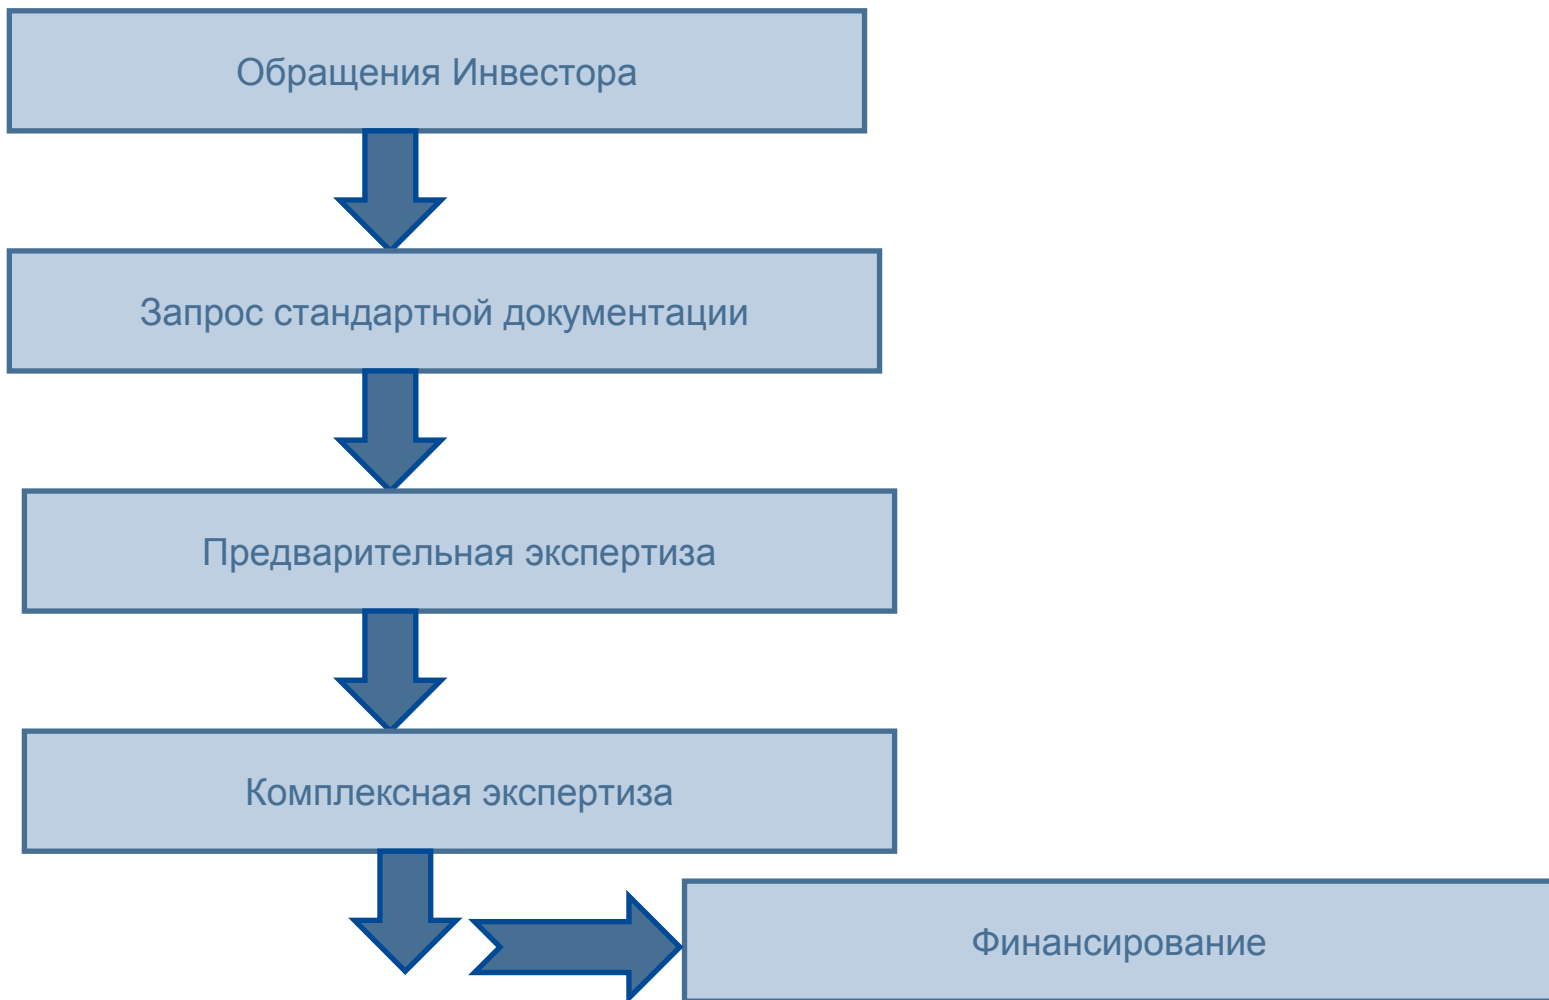 Обращения Инвестора
Запрос стандартной документации
Предварительная экспертиза
Комплексная экспертиза
Финансирование